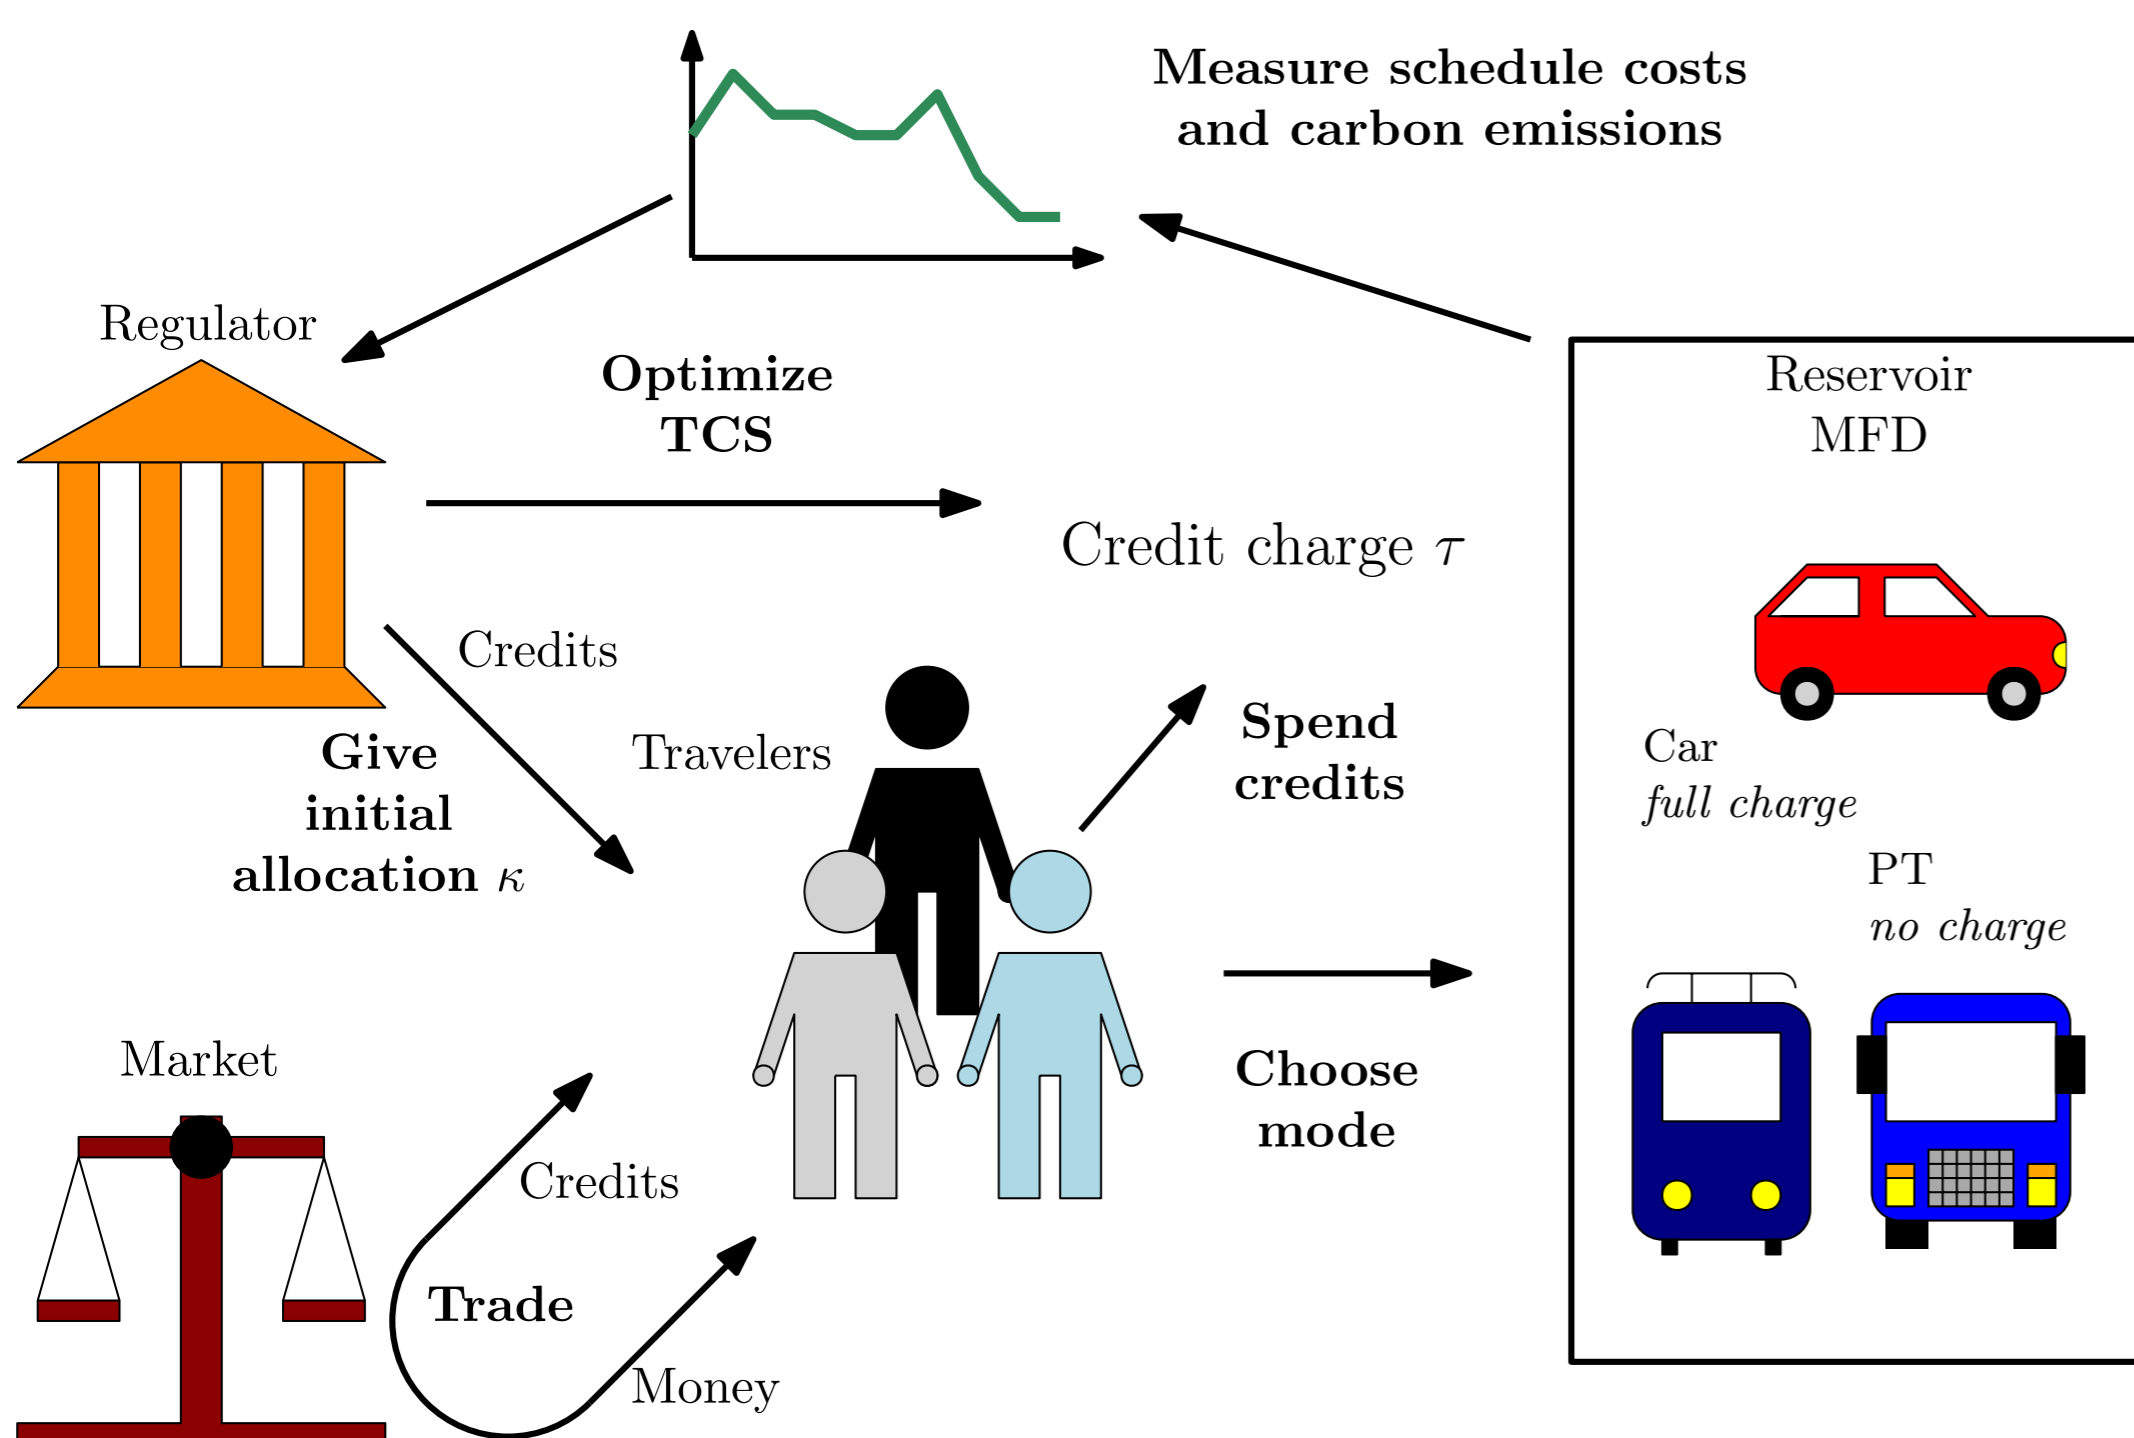 Measure schedule costs
and carbon emissions
Regulator
Optimize
TCS
Reservoir
MFD
Credit charge τ
Credits
Give
initial
allocation κ
Travelers
Spend
credits
Car
full charge
PT
no charge
Market
Credits
Choose
mode
Trade
Money